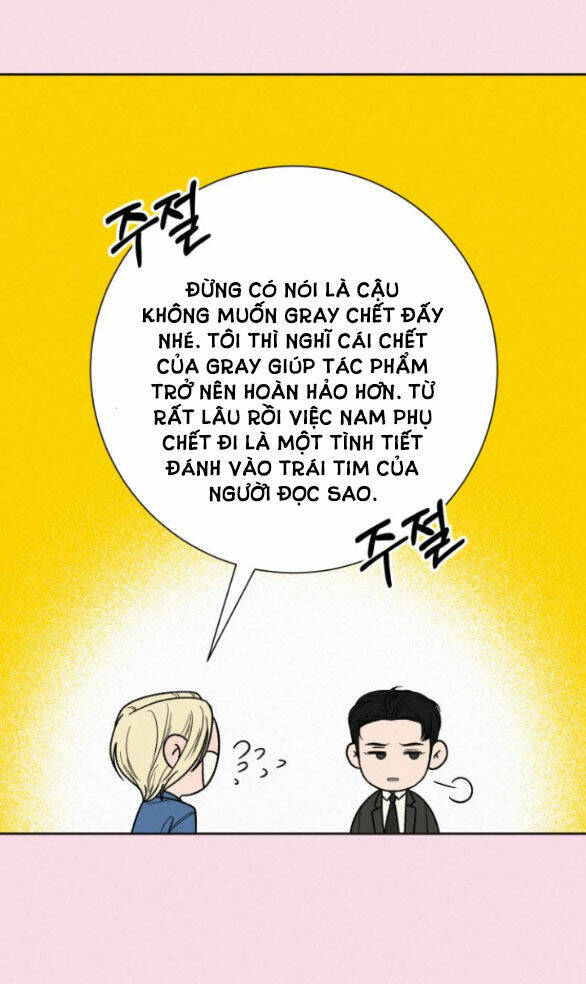 주절
ĐỪNG CÓ NÓI LÀ CẬU
KHÔNG MUỐN GRAY CHẾT ĐẤY
NHÉ. TÔI THÌ NGHĨ CÁI CHẾT
CỦA GRAY GIÚP TÁC PHẨM
TRỞ NÊN HOÀN HẢO HƠN. TỪ
RẤT LÂU RỒI VIỆC NAM PHỤ
CHẾT ĐI LÀ MỘT TÌNH TIẾT
ĐÁNH VÀO TRÁI TIM CỦA
NGƯỜI ĐỌC SAO.
주절
???
???